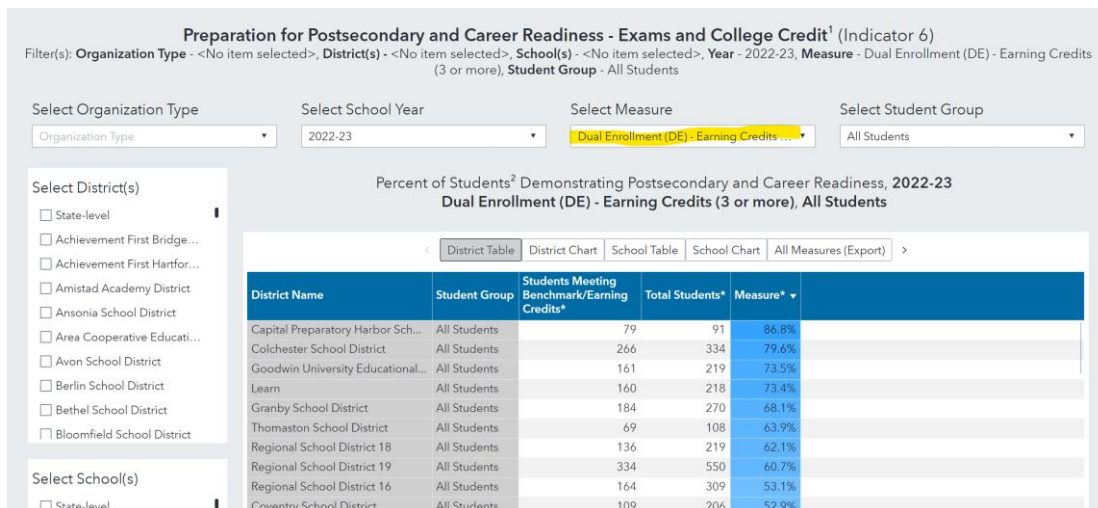 Preparation for Postsecondary and Career Readiness - Exams and College Credit¹ (Indicator 6)
Filter(s): Organization Type - <No item selected>, District(s) - <No item selected>, School(s) - <No item selected>, Year - 2022-23, Measure - Dual Enrollment (DE) - Earning Credits
(3 or more), Student Group - All Students
Select Organization Type Select School Year Select Measure Select Student Group
Organization Type 2022-23 Dual Enrollment (DE) - Earning Credits ... All Students
Select District(s)
State-level
Achievement First Bridge...
Achievement First Hartfor...
Amistad Academy District
Ansonia School District
Area Cooperative Educati...
Avon School District
Berlin School District
Bethel School District
Bloomfield School District
Select School(s)
State-level
Percent of Students² Demonstrating Postsecondary and Career Readiness, 2022-23
Dual Enrollment (DE) - Earning Credits (3 or more), All Students
District Table District Chart School Table School Chart All Measures (Export)
District Name Student Group Students Meeting Benchmark/Earning Credits* Total Students* Measure*
Capital Preparatory Harbor Sch... All Students 79 91 86.8%
Colchester School District All Students 266 334 79.6%
Goodwin University Educational... All Students 161 219 73.5%
Learn All Students 160 218 73.4%
Granby School District All Students 184 270 68.1%
Thomaston School District All Students 69 108 63.9%
Regional School District 18 All Students 136 219 62.1%
Regional School District 19 All Students 334 550 60.7%
Regional School District 16 All Students 164 309 53.1%
Coventry School District All Students 109 206 52.9%